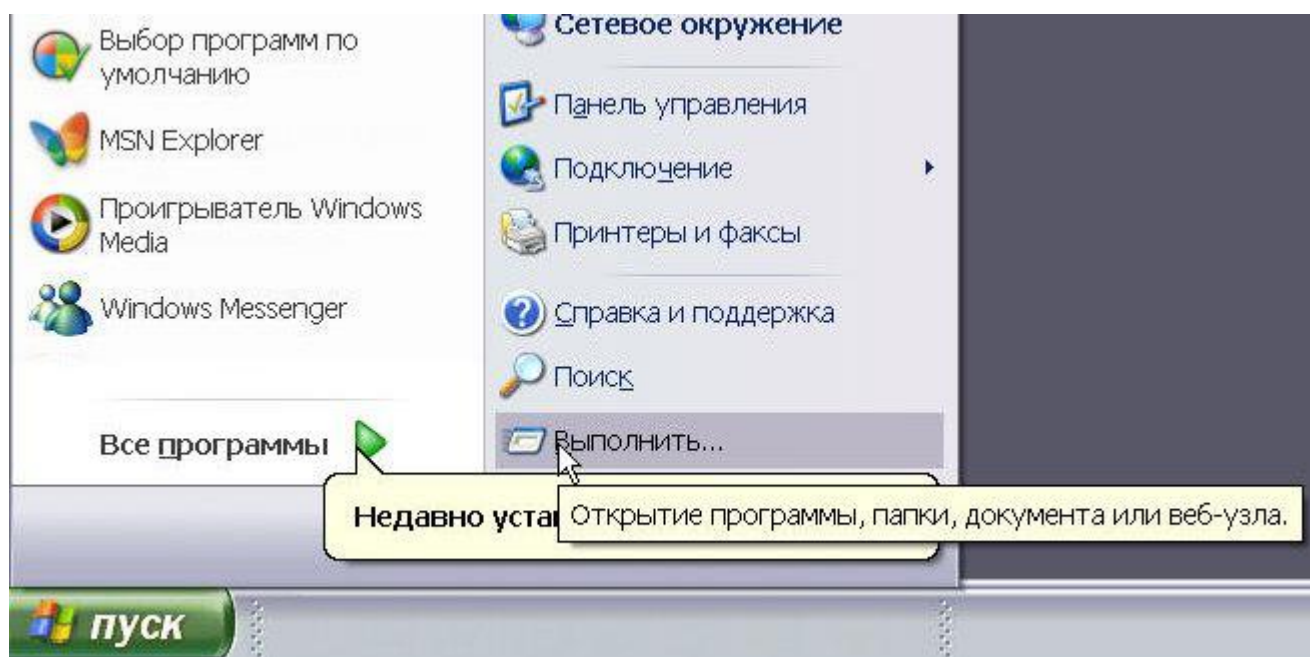 Выбор программ по
умолчанию
MSN Explorer
Проигрыватель Windows
Media
Windows Messenger
Все программы
Сетевое окружение
Панель управления
Подключение
Принтеры и факсы
Справка и поддержка
Поиск
Выполнить...
Недавно
Открытие программы, папки, документа или веб-узла.
пуск